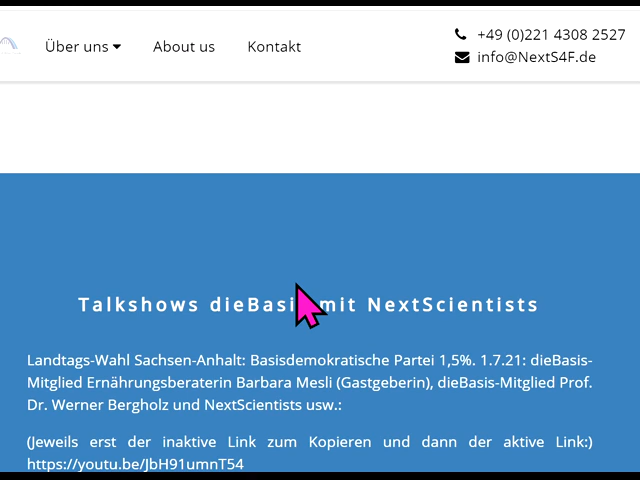 Über uns
About us
Kontakt
+49 (0)221 4308 2527
info@NextS4F.de
Talkshows dieBasis mit NextScientists
Landtags-Wahl Sachsen-Anhalt: Basisdemokratische Partei 1,5%. 1.7.21: dieBasis-
Mitglied Ernährungsberaterin Barbara Mesli (Gastgeberin), dieBasis-Mitglied Prof.
Dr. Werner Bergholz und NextScientists usw.:
(Jeweils erst der inaktive Link zum Kopieren und dann der aktive Link:)
https://youtu.be/JbH91umnT54